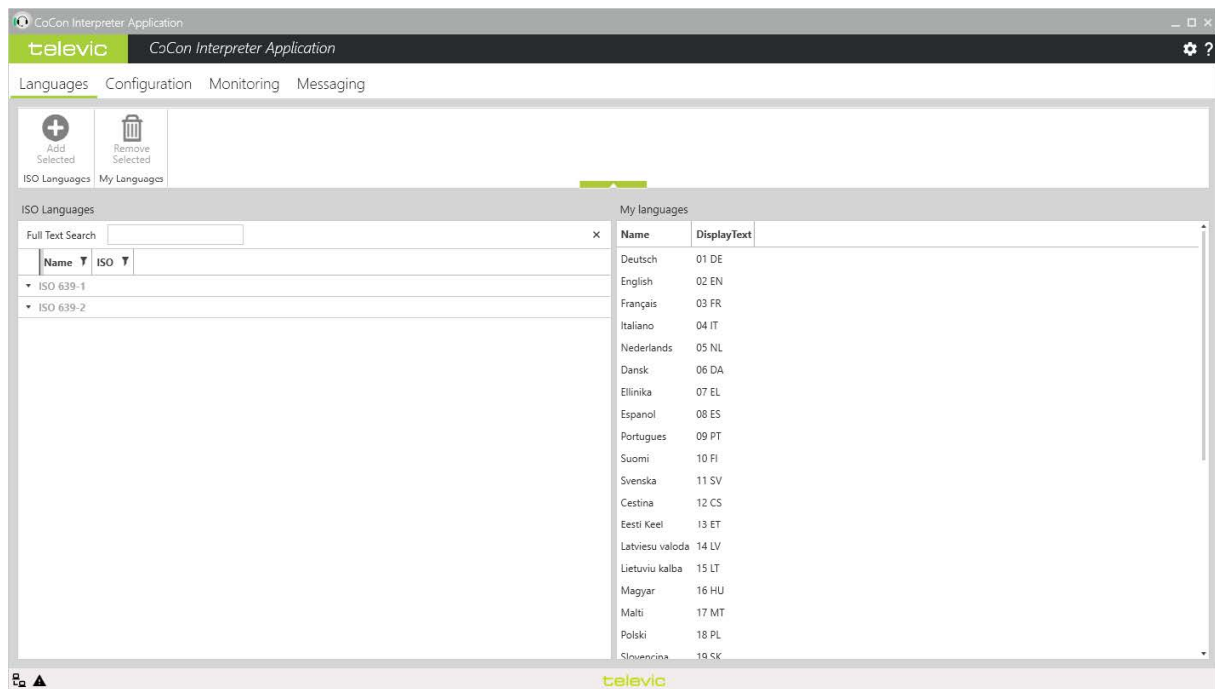 CoCon Interpreter Application
televic CoCon Interpreter Application ?
Languages Configuration Monitoring Messaging
Add Selected
Remove Selected
ISO Languages My Languages
ISO Languages
Full Text Search
Name ISO
ISO 639-1
ISO 639-2
My languages
Name DisplayText
Deutsch 01 DE
English 02 EN
Français 03 FR
Italiano 04 IT
Nederlands 05 NL
Dansk 06 DA
Ellinika 07 EL
Espanol 08 ES
Portugues 09 PT
Suomi 10 FI
Svenska 11 SV
Cestina 12 CS
Eesti Keel 13 ET
Latviesu valoda 14 LV
Lietuviu kalba 15 LT
Magyar 16 HU
Malti 17 MT
Polski 18 PL
Slovencina 19 SK
televic